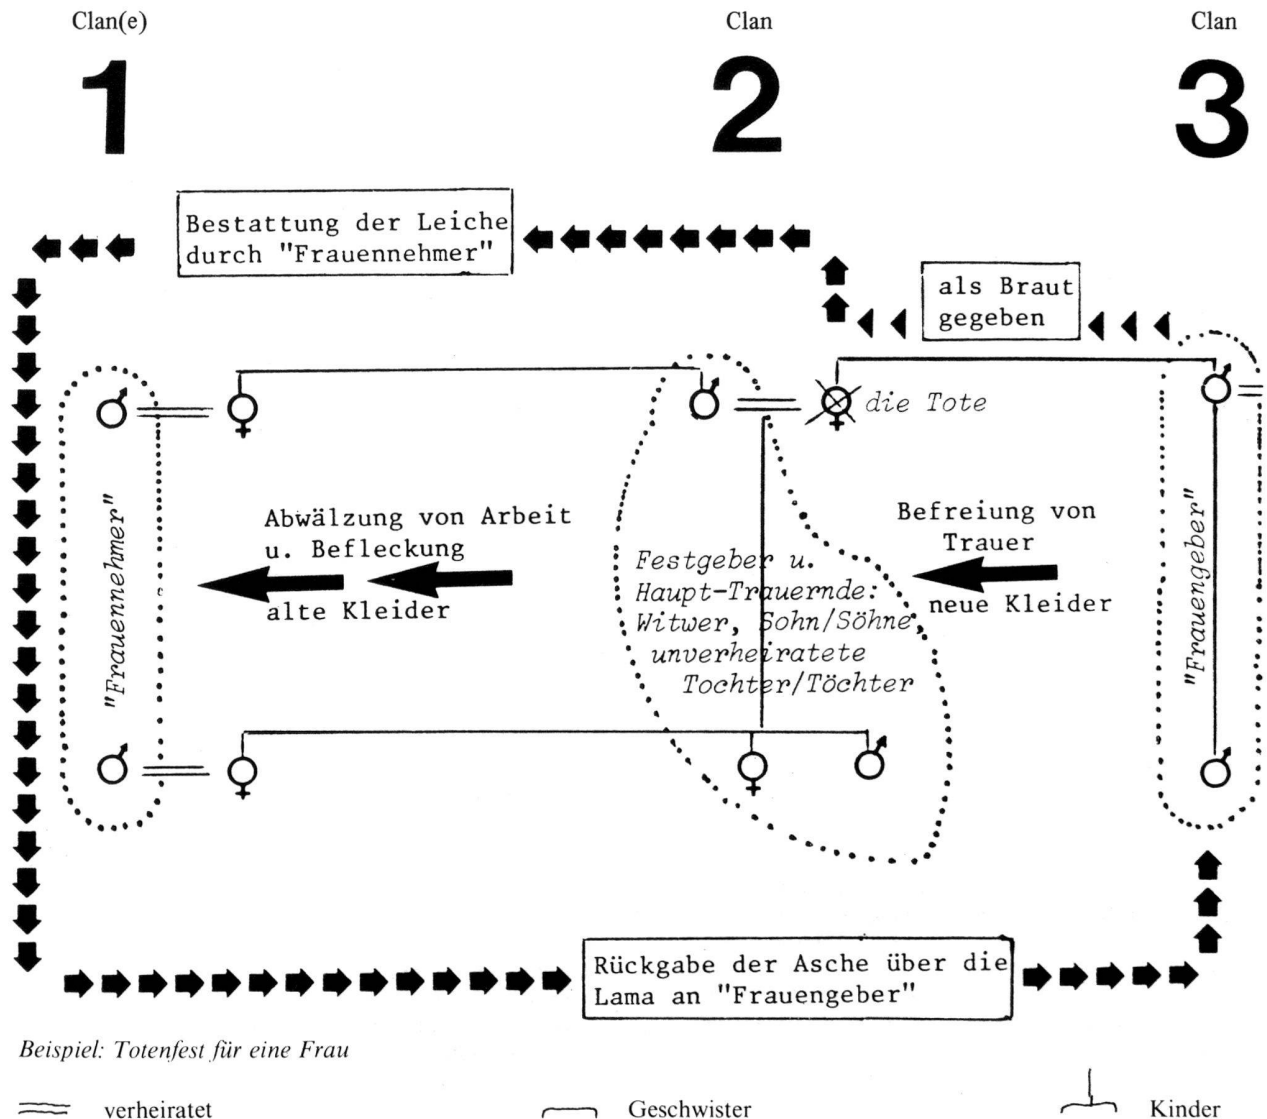 Clan(e)
Clan
Clan
1
2
3
Bestattung der Leiche
durch "Frauennehmer"
als Braut
gegeben
die Tote
"Frauennehmer"
Abwälzung von Arbeit
u. Befleckung
alte Kleider
Festgeber u.
Haupt-Trauernde:
Witwer, Sohn/Söhne,
unverheiratete
Tochter/Töchter
Befreiung von
Trauer
neue Kleider
"Frauengeber"
Rückgabe der Asche über die
Lama an "Frauengeber"
Beispiel: Totenfest für eine Frau
verheiratet
Geschwister
Kinder